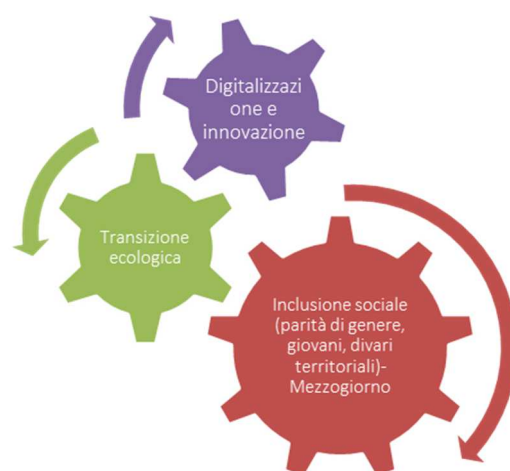 Digitalizzazi
one e
innovazione
Transizione
ecologica
Inclusione sociale
(parità di genere,
giovani, divari
territoriali)-
Mezzogiorno